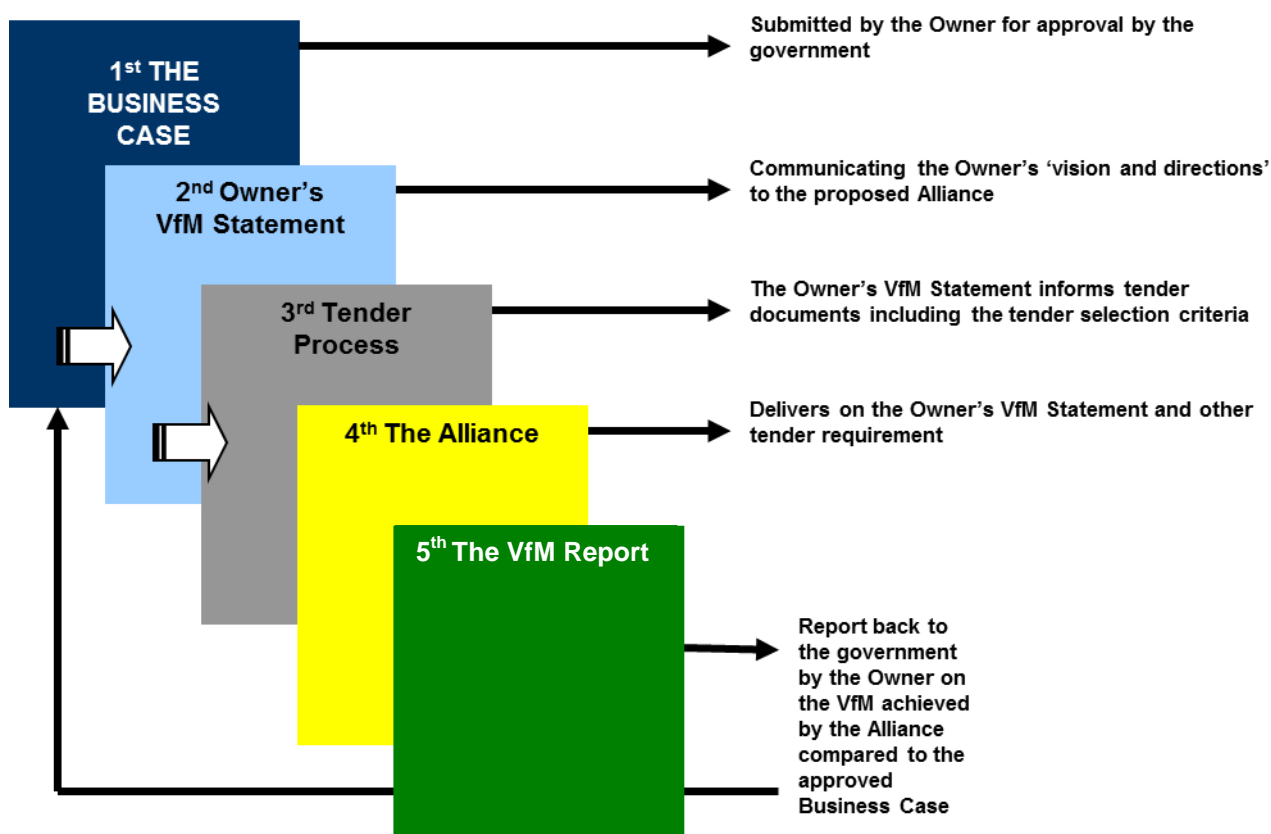 1st THE
BUSINESS
CASE
Submitted by the Owner for approval by the
government
2nd Owner's
VfM Statement
Communicating the Owner's ‘vision and directions’
to the proposed Alliance
3rd Tender
Process
The Owner's VfM Statement informs tender
documents including the tender selection criteria
4th The Alliance
Delivers on the Owner's VfM Statement and other
tender requirement
5th The VfM Report
Report back to
the government
by the Owner on
the VfM achieved
by the Alliance
compared to the
approved
Business Case